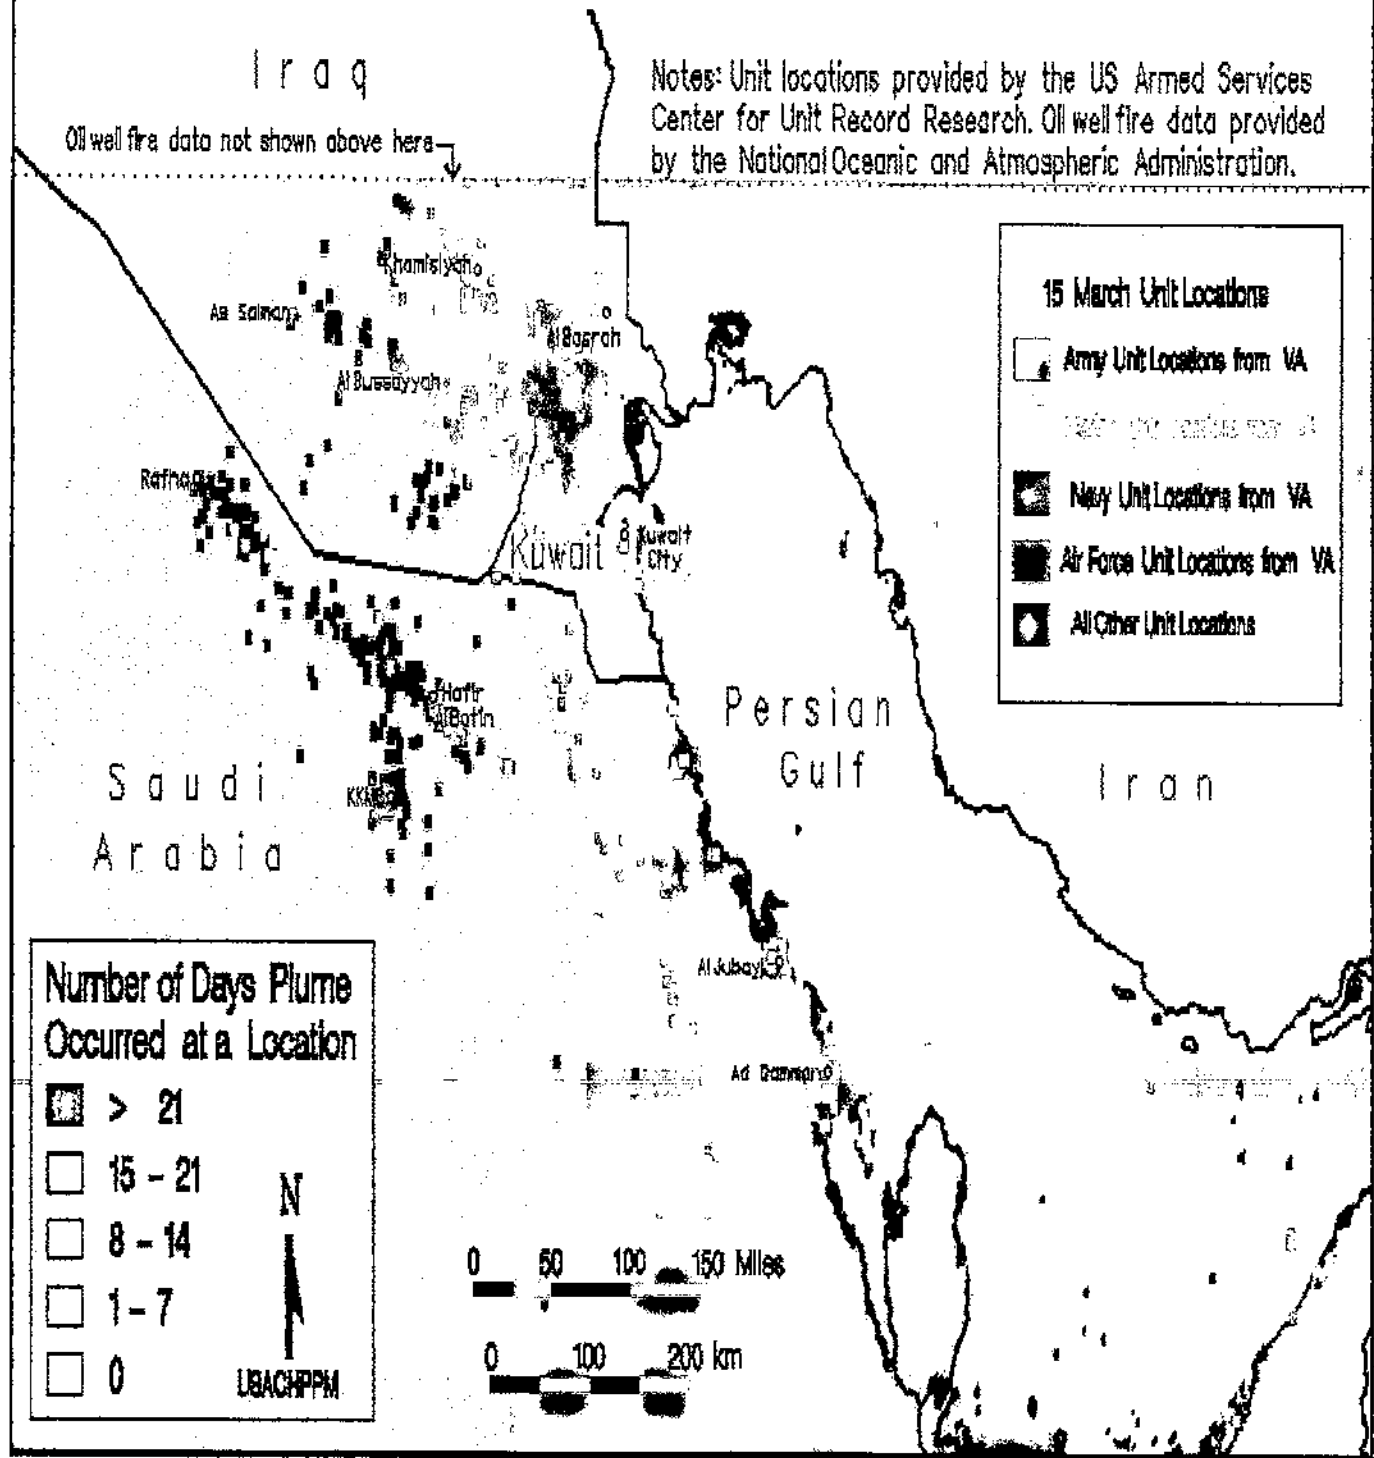 Iraq
Notes: Unit locations provided by the US Armed Services
Center for Unit Record Research. Oil well fire data provided
by the National Oceanic and Atmospheric Administration.
Oil well fire data not shown above here
Khamisiyah
As Salman
Al Basrah
Al Bussayyah
15 March Unit Locations
Army Unit Locations from VA
Navy Unit Locations from VA
Air Force Unit Locations from VA
All Other Unit Locations
Rafha
Kuwait
Kuwait
City
Hafir
Al Batin
Persian
Gulf
Saudi
Arabia
Iran
Al Jubayl
Ad Dammam
Number of Days Plume
Occurred at a Location
> 21
15 - 21
8 - 14
1 - 7
0
N
USACHPPM
0 50 100 150 Miles
0 100 200 km